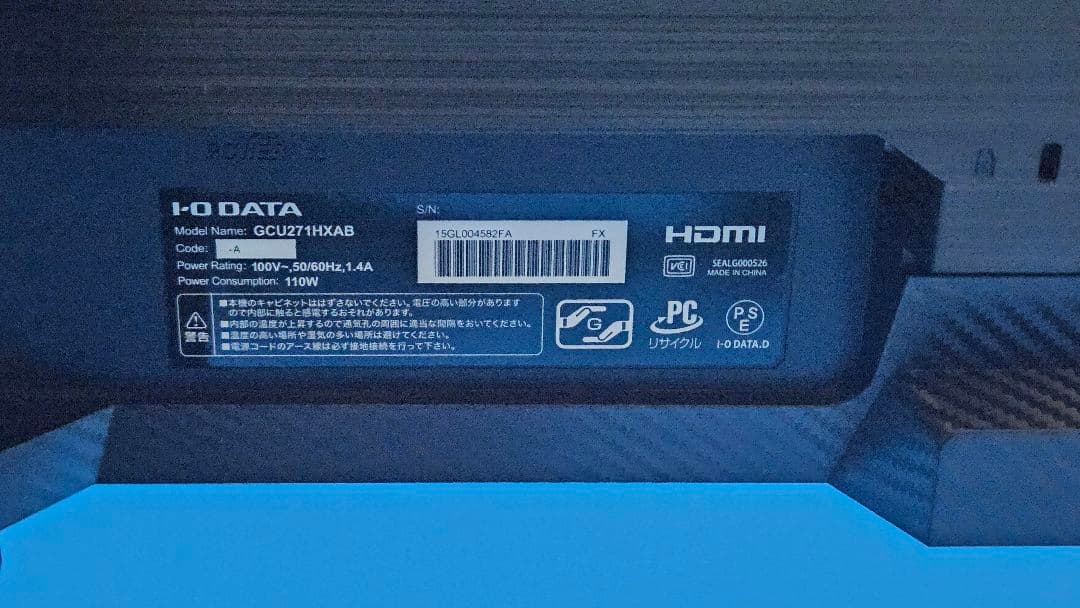 I-O DATA
Model Name: GCU271HXAB
Code: -A
Power Rating: 100V~,50/60Hz,1.4A
Power Consumption: 110W
S/N:
15GL004582FA FX
HDMI
VCI
SEALG000526
MADE IN CHINA
警告
■本機のキャビネットははずさないでください。電圧の高い部分があります
ので内部に触ると感電するおそれがあります。
■内部の温度が上昇するので通気孔の周囲に適当な間隔をおいてください。
■温度の高い場所や湿気の多い場所は避けてください。
■電源コードのアース線は必ず接地接続を行って下さい。
G
PC
リサイクル
PS
E
I-O DATA.D